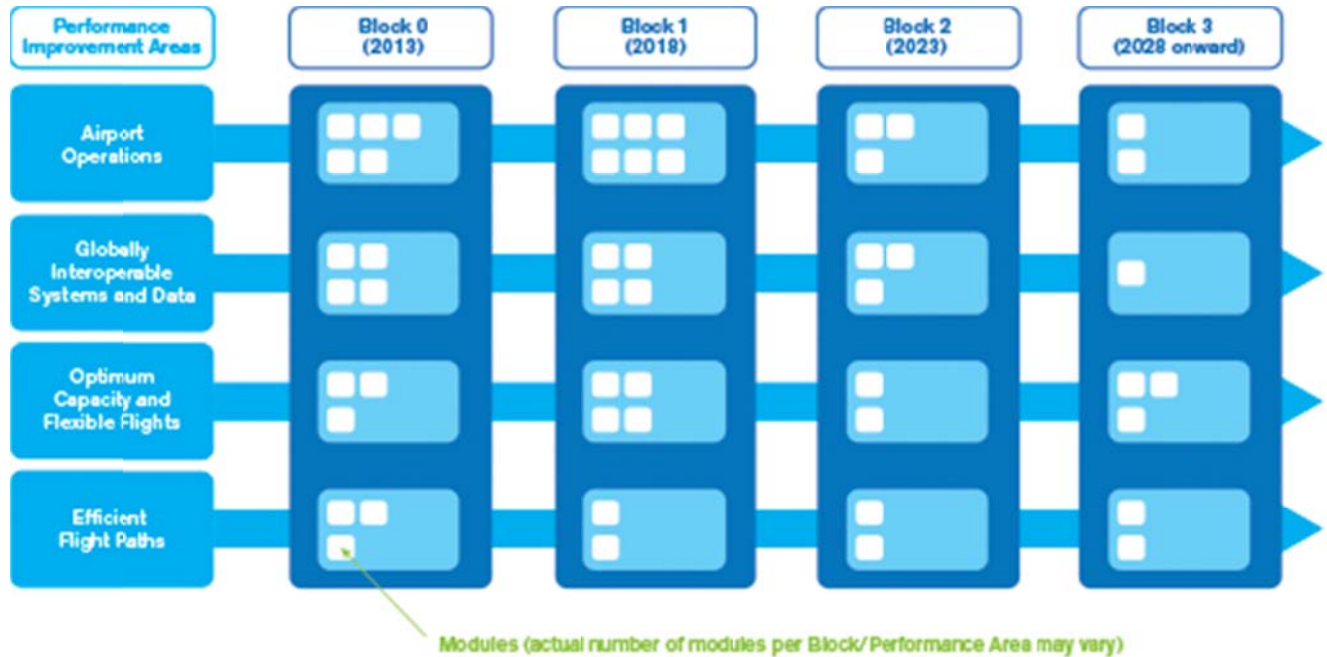 Performance
Improvement Areas
Block 0
(2013)
Block 1
(2018)
Block 2
(2023)
Block 3
(2028 onward)
Airport
Operations
Globally
Interoperable
Systems and Data
Optimum
Capacity and
Flexible Flights
Efficient
Flight Paths
Modules (actual number of modules per Block/Performance Area may vary)